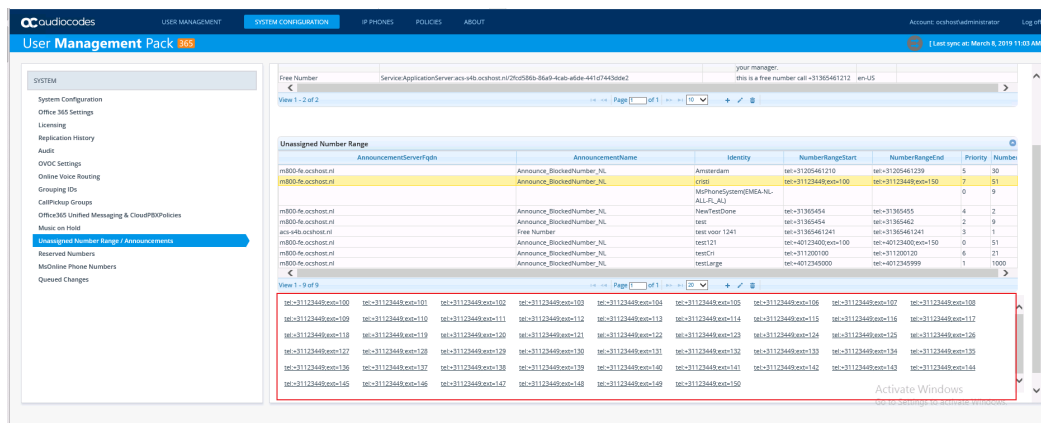 audiocodes USER MANAGEMENT SYSTEM CONFIGURATION IP PHONES POLICIES ABOUT Account: ocshost\administrator Log off
User Management Pack 365 [ Last sync at: March 8, 2019 11:03 AM
SYSTEM
System Configuration
Office 365 Settings
Licensing
Replication History
Audit
OVOC Settings
Online Voice Routing
Grouping IDs
CallPickup Groups
Office365 Unified Messaging & CloudPBXPolicies
Music on Hold
Unassigned Number Range / Announcements
Reserved Numbers
MsOnline Phone Numbers
Queued Changes
your manager.
Free Number Service:ApplicationServer:acs-s4b.ocshost.nl/2fcd586b-86a9-4cab-a6de-441d7443dde2 this is a free number call +31365461212 en-US
View 1 - 2 of 2 Page 1 of 1 10
Unassigned Number Range
AnnouncementServerFqdn AnnouncementName Identity NumberRangeStart NumberRangeEnd Priority Number
m800-fe.ocshost.nl Announce_BlockedNumber_NL Amsterdam tel:+31205461210 tel:+31205461239 5 30
m800-fe.ocshost.nl Announce_BlockedNumber_NL cristi tel:+31123449;ext=100 tel:+31123449;ext=150 7 51
MsPhoneSystem(EMEA-NL- 0 9
ALL-FL_AL)
m800-fe.ocshost.nl Announce_BlockedNumber_NL NewTestDone tel:+31365454 tel:+31365455 4 2
m800-fe.ocshost.nl Announce_BlockedNumber_NL test tel:+31365454 tel:+31365462 2 9
acs-s4b.ocshost.nl Free Number test voor 1241 tel:+31365461241 tel:+31365461241 3 1
m800-fe.ocshost.nl Announce_BlockedNumber_NL test121 tel:+40123400;ext=100 tel:+40123400;ext=150 0 51
m800-fe.ocshost.nl Announce_BlockedNumber_NL testCri tel:+311200100 tel:+311200120 6 21
m800-fe.ocshost.nl Announce_BlockedNumber_NL testLarge tel:+4012345000 tel:+4012345999 1 1000
View 1 - 9 of 9 Page 1 of 1 20
tel:+31123449;ext=100 tel:+31123449;ext=101 tel:+31123449;ext=102 tel:+31123449;ext=103 tel:+31123449;ext=104 tel:+31123449;ext=105 tel:+31123449;ext=106 tel:+31123449;ext=107 tel:+31123449;ext=108
tel:+31123449;ext=109 tel:+31123449;ext=110 tel:+31123449;ext=111 tel:+31123449;ext=112 tel:+31123449;ext=113 tel:+31123449;ext=114 tel:+31123449;ext=115 tel:+31123449;ext=116 tel:+31123449;ext=117
tel:+31123449;ext=118 tel:+31123449;ext=119 tel:+31123449;ext=120 tel:+31123449;ext=121 tel:+31123449;ext=122 tel:+31123449;ext=123 tel:+31123449;ext=124 tel:+31123449;ext=125 tel:+31123449;ext=126
tel:+31123449;ext=127 tel:+31123449;ext=128 tel:+31123449;ext=129 tel:+31123449;ext=130 tel:+31123449;ext=131 tel:+31123449;ext=132 tel:+31123449;ext=133 tel:+31123449;ext=134 tel:+31123449;ext=135
tel:+31123449;ext=136 tel:+31123449;ext=137 tel:+31123449;ext=138 tel:+31123449;ext=139 tel:+31123449;ext=140 tel:+31123449;ext=141 tel:+31123449;ext=142 tel:+31123449;ext=143 tel:+31123449;ext=144
tel:+31123449;ext=145 tel:+31123449;ext=146 tel:+31123449;ext=147 tel:+31123449;ext=148 tel:+31123449;ext=149 tel:+31123449;ext=150
Activate Windows
Go to Settings to activate Windows.